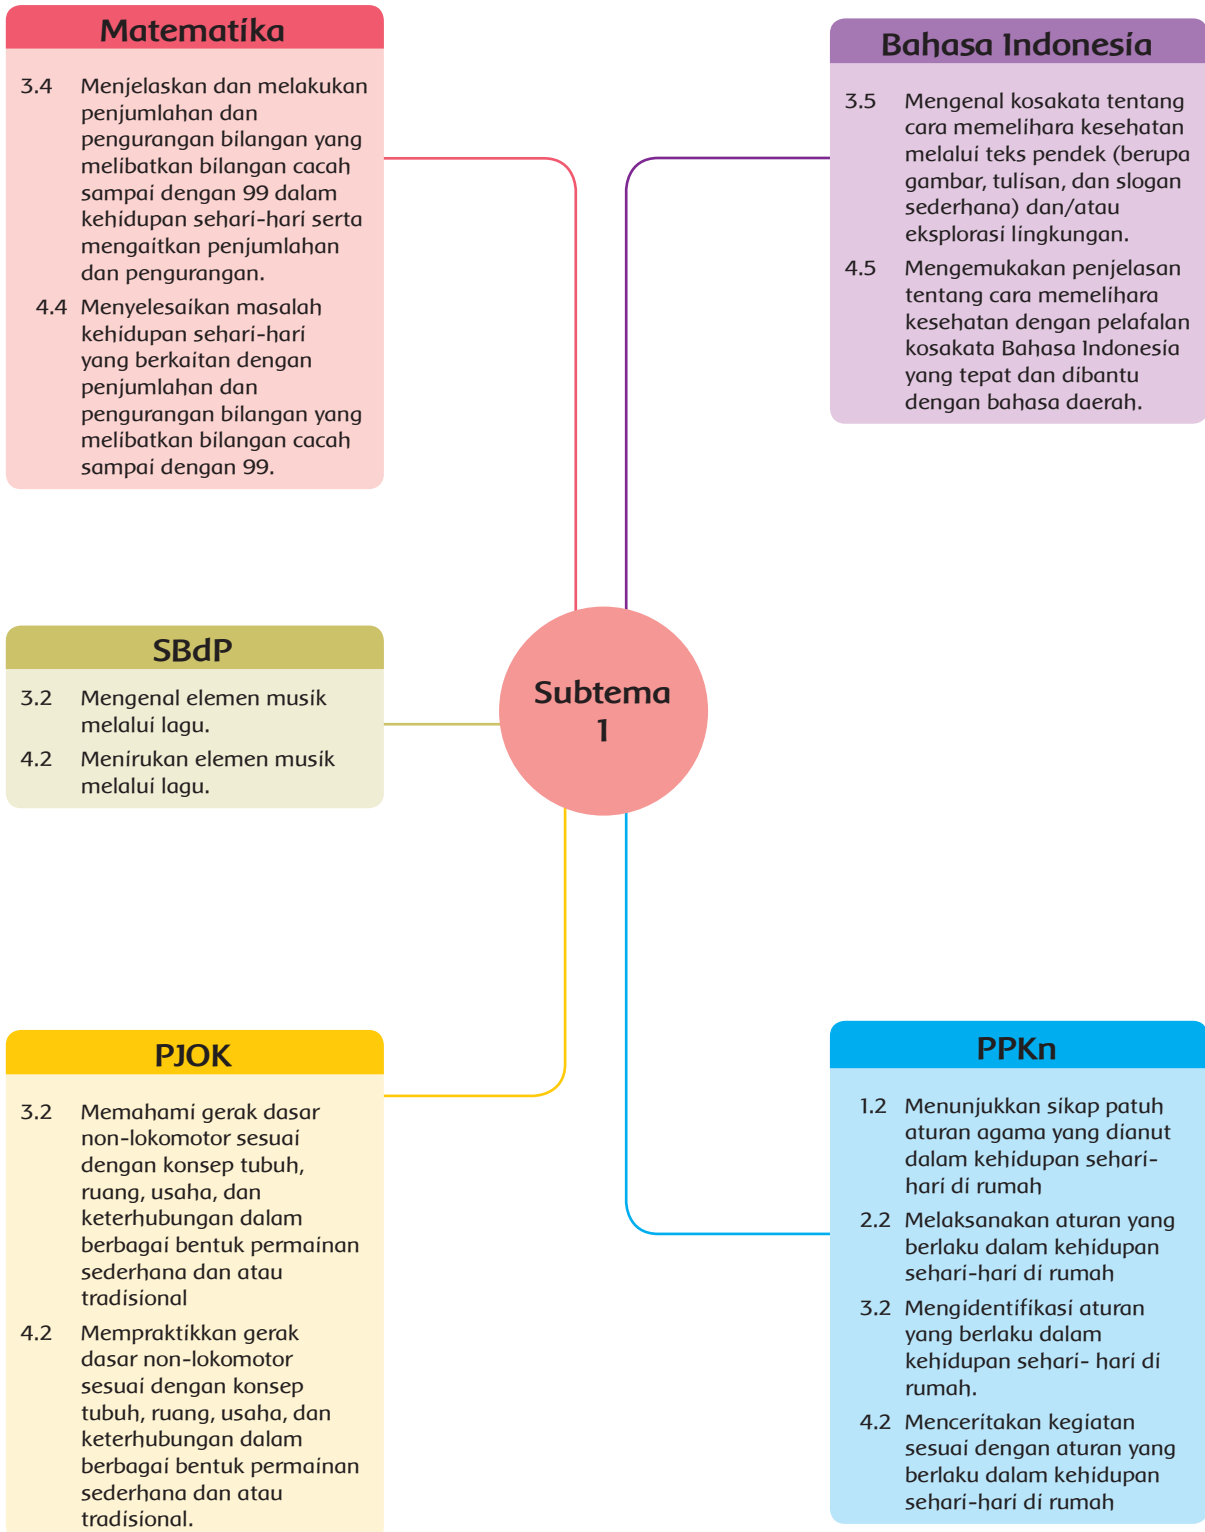 Matematika
3.4 Menjelaskan dan melakukan
penjumlahan dan
pengurangan bilangan yang
melibatkan bilangan cacah
sampai dengan 99 dalam
kehidupan sehari-hari serta
mengaitkan penjumlahan
dan pengurangan.
4.4 Menyelesaikan masalah
kehidupan sehari-hari
yang berkaitan dengan
penjumlahan dan
pengurangan bilangan yang
melibatkan bilangan cacah
sampai dengan 99.
Bahasa Indonesia
3.5 Mengenal kosakata tentang
cara memelihara kesehatan
melalui teks pendek (berupa
gambar, tulisan, dan slogan
sederhana) dan/atau
eksplorasi lingkungan.
4.5 Mengemukakan penjelasan
tentang cara memelihara
kesehatan dengan pelafalan
kosakata Bahasa Indonesia
yang tepat dan dibantu
dengan bahasa daerah.
SBdP
3.2 Mengenal elemen musik
melalui lagu.
4.2 Menirukan elemen musik
melalui lagu.
Subtema
1
PJOK
3.2 Memahami gerak dasar
non-lokomotor sesuai
dengan konsep tubuh,
ruang, usaha, dan
keterhubungan dalam
berbagai bentuk permainan
sederhana dan atau
tradisional
4.2 Mempraktikkan gerak
dasar non-lokomotor
sesuai dengan konsep
tubuh, ruang, usaha, dan
keterhubungan dalam
berbagai bentuk permainan
sederhana dan atau
tradisional.
PPKn
1.2 Menunjukkan sikap patuh
aturan agama yang dianut
dalam kehidupan sehari-
hari di rumah
2.2 Melaksanakan aturan yang
berlaku dalam kehidupan
sehari-hari di rumah
3.2 Mengidentifikasi aturan
yang berlaku dalam
kehidupan sehari- hari di
rumah.
4.2 Menceritakan kegiatan
sesuai dengan aturan yang
berlaku dalam kehidupan
sehari-hari di rumah